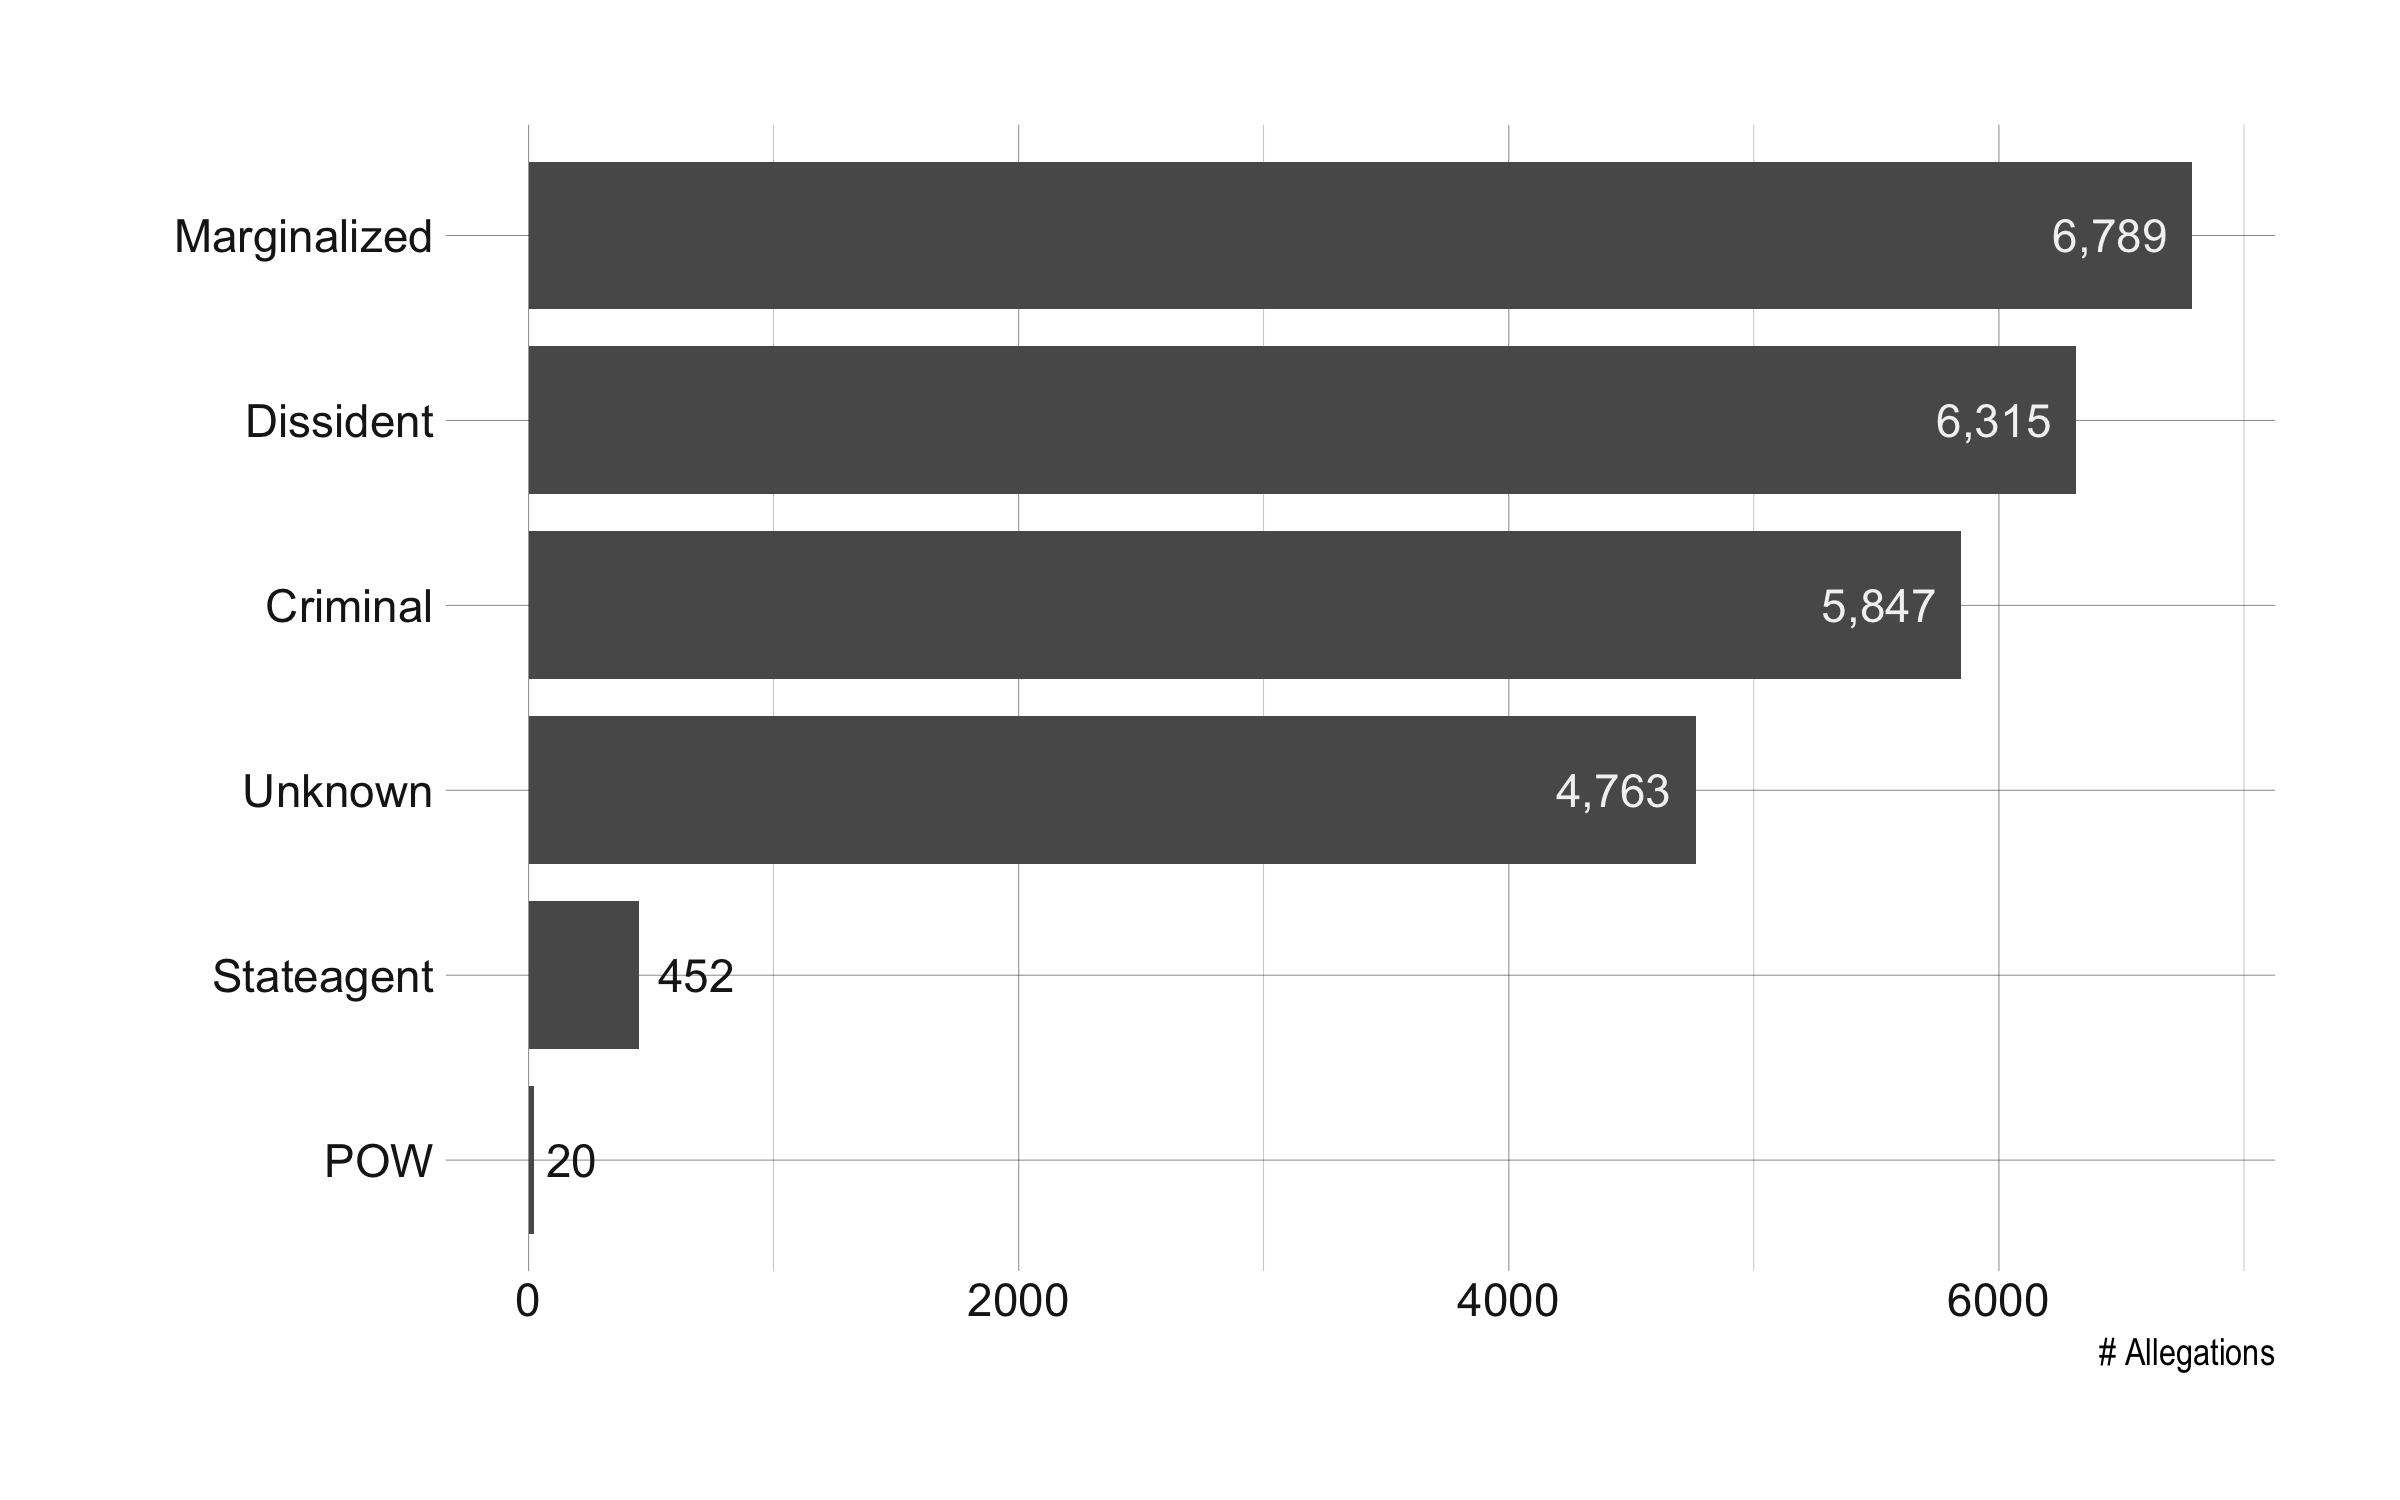 Marginalized 6,789
Dissident 6,315
Criminal 5,847
Unknown 4,763
Stateagent 452
POW 20
0 2000 4000 6000
# Allegations